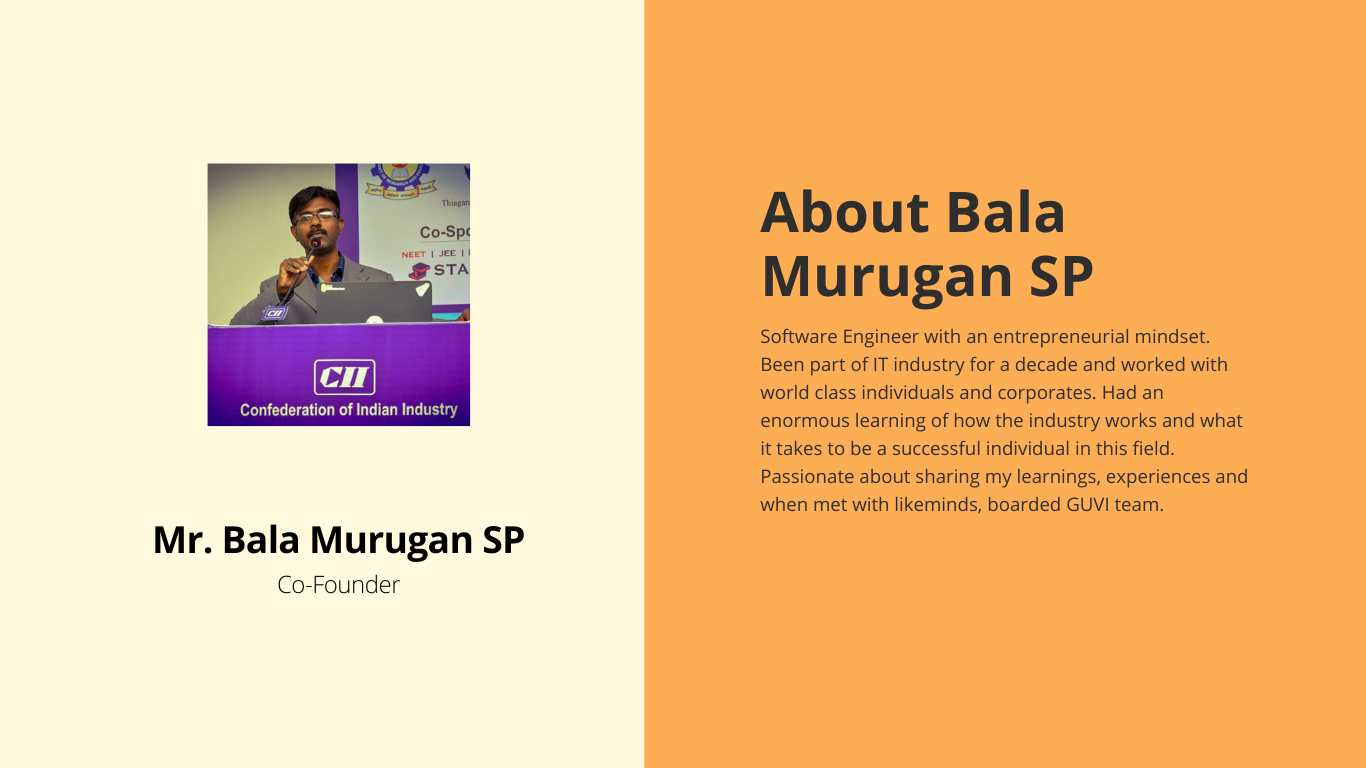 Thiagara
Co-Spo
NEET | JEE |
STA
CII
CII
Confederation of Indian Industry
Mr. Bala Murugan SP
Co-Founder
About Bala
Murugan SP
Software Engineer with an entrepreneurial mindset.
Been part of IT industry for a decade and worked with
world class individuals and corporates. Had an
enormous learning of how the industry works and what
it takes to be a successful individual in this field.
Passionate about sharing my learnings, experiences and
when met with likeminds, boarded GUVI team.